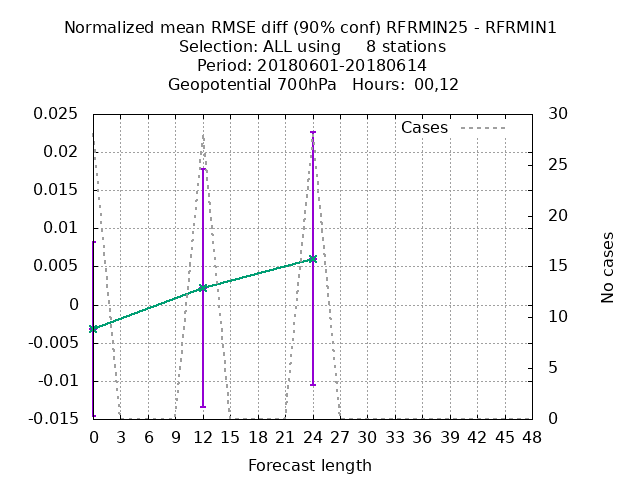 Normalized mean RMSE diff (90% conf) RFRMIN25 - RFRMIN1
Selection: ALL using     8 stations
Period: 20180601-20180614
Geopotential 700hPa   Hours:  00,12
Cases
0.025
0.02
0.015
0.01
0.005
0
-0.005
-0.01
-0.015
30
25
20
15
10
5
0
No cases
0 3 6 9 12 15 18 21 24 27 30 33 36 39 42 45 48
Forecast length